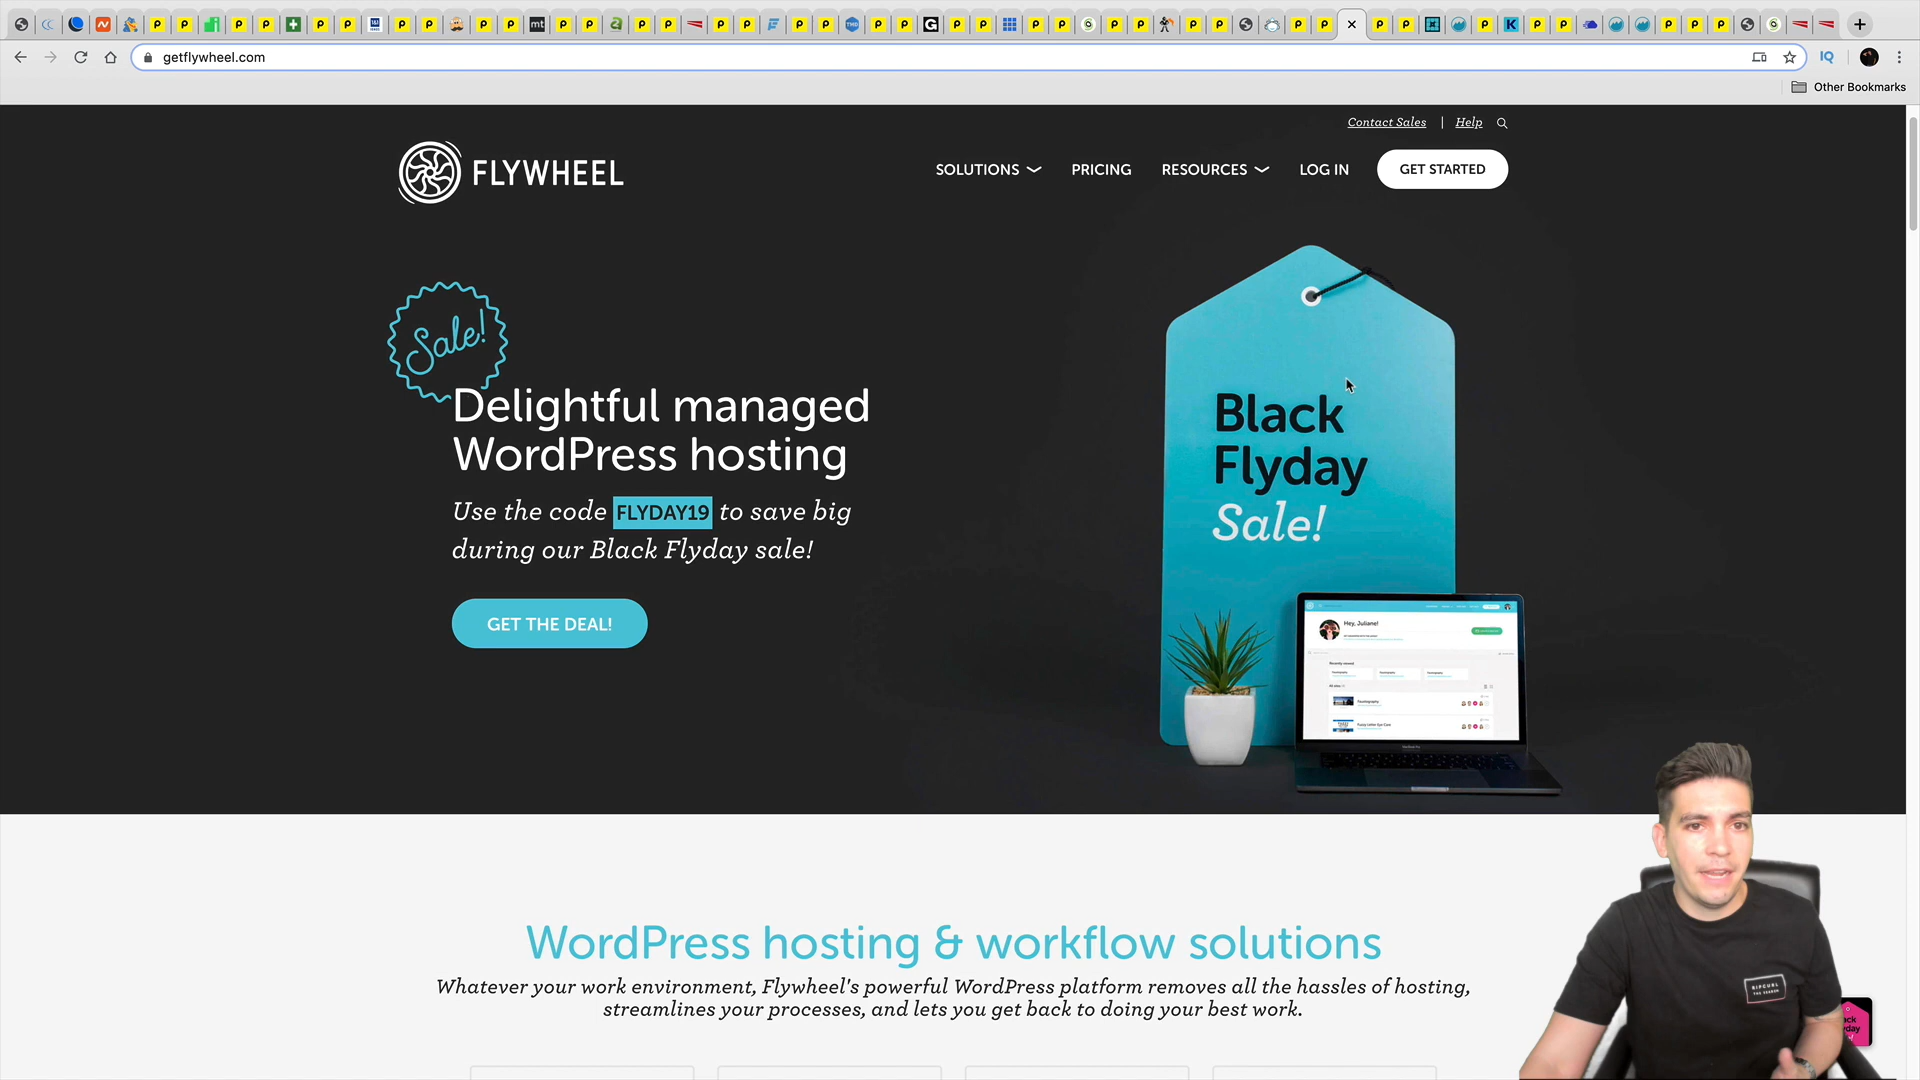 getflywheel.com
Other Bookmarks
Contact Sales | Help
FLYWHEEL
SOLUTIONS PRICING RESOURCES LOG IN GET STARTED
Sale!
Delightful managed
WordPress hosting
Use the code FLYDAY19 to save big
during our Black Flyday sale!
GET THE DEAL!
Black
Flyday
Sale!
Hey, Juliane!
WordPress hosting & workflow solutions
Whatever your work environment, Flywheel's powerful WordPress platform removes all the hassles of hosting,
streamlines your processes, and lets you get back to doing your best work.
RIPCURL
THE SEARCH